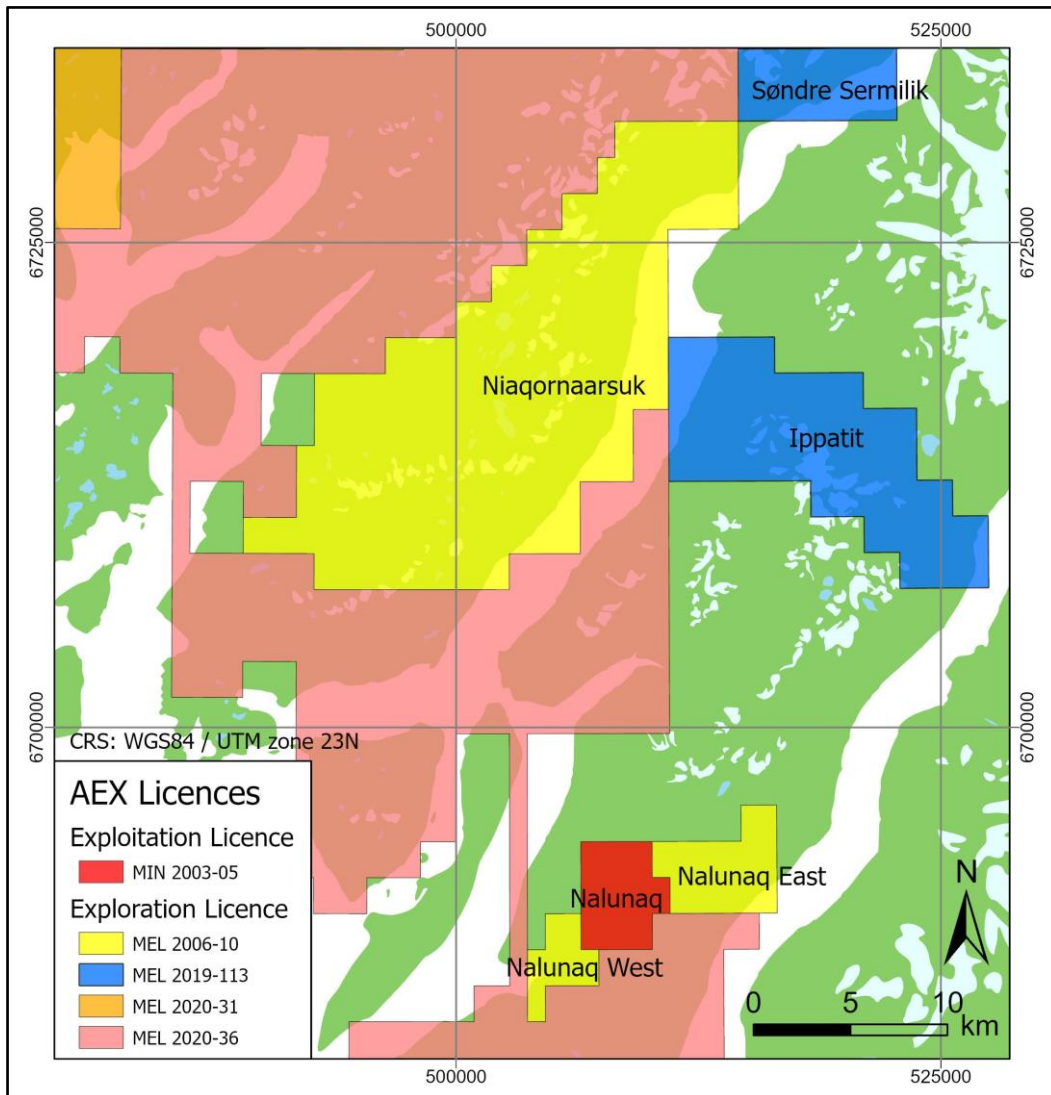 500000
525000
Søndre Sermilik
6725000
6725000
Niaqornaarsuk
Ippatit
6700000
6700000
CRS: WGS84 / UTM zone 23N
AEX Licences
Exploitation Licence
MIN 2003-05
Exploration Licence
MEL 2006-10
MEL 2019-113
MEL 2020-31
MEL 2020-36
Nalunaq East
Nalunaq
Nalunaq West
N
0 5 10
km
500000
525000